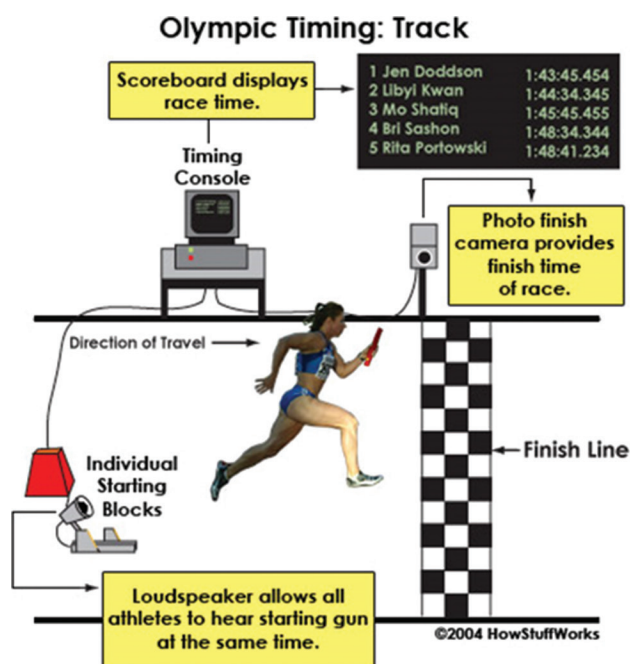 Olympic Timing: Track
Scoreboard displays
race time.
1 Jen Doddson 1:43:45.454
2 Libyi Kwan 1:44:34.345
3 Mo Shatiq 1:45:45.455
4 Bri Sashon 1:48:34.344
5 Rita Portowski 1:48:41.234
Timing
Console
Photo finish
camera provides
finish time
of race.
Direction of Travel
Finish Line
Individual
Starting
Blocks
Loudspeaker allows all
athletes to hear starting gun
at the same time.
©2004 HowStuffWorks